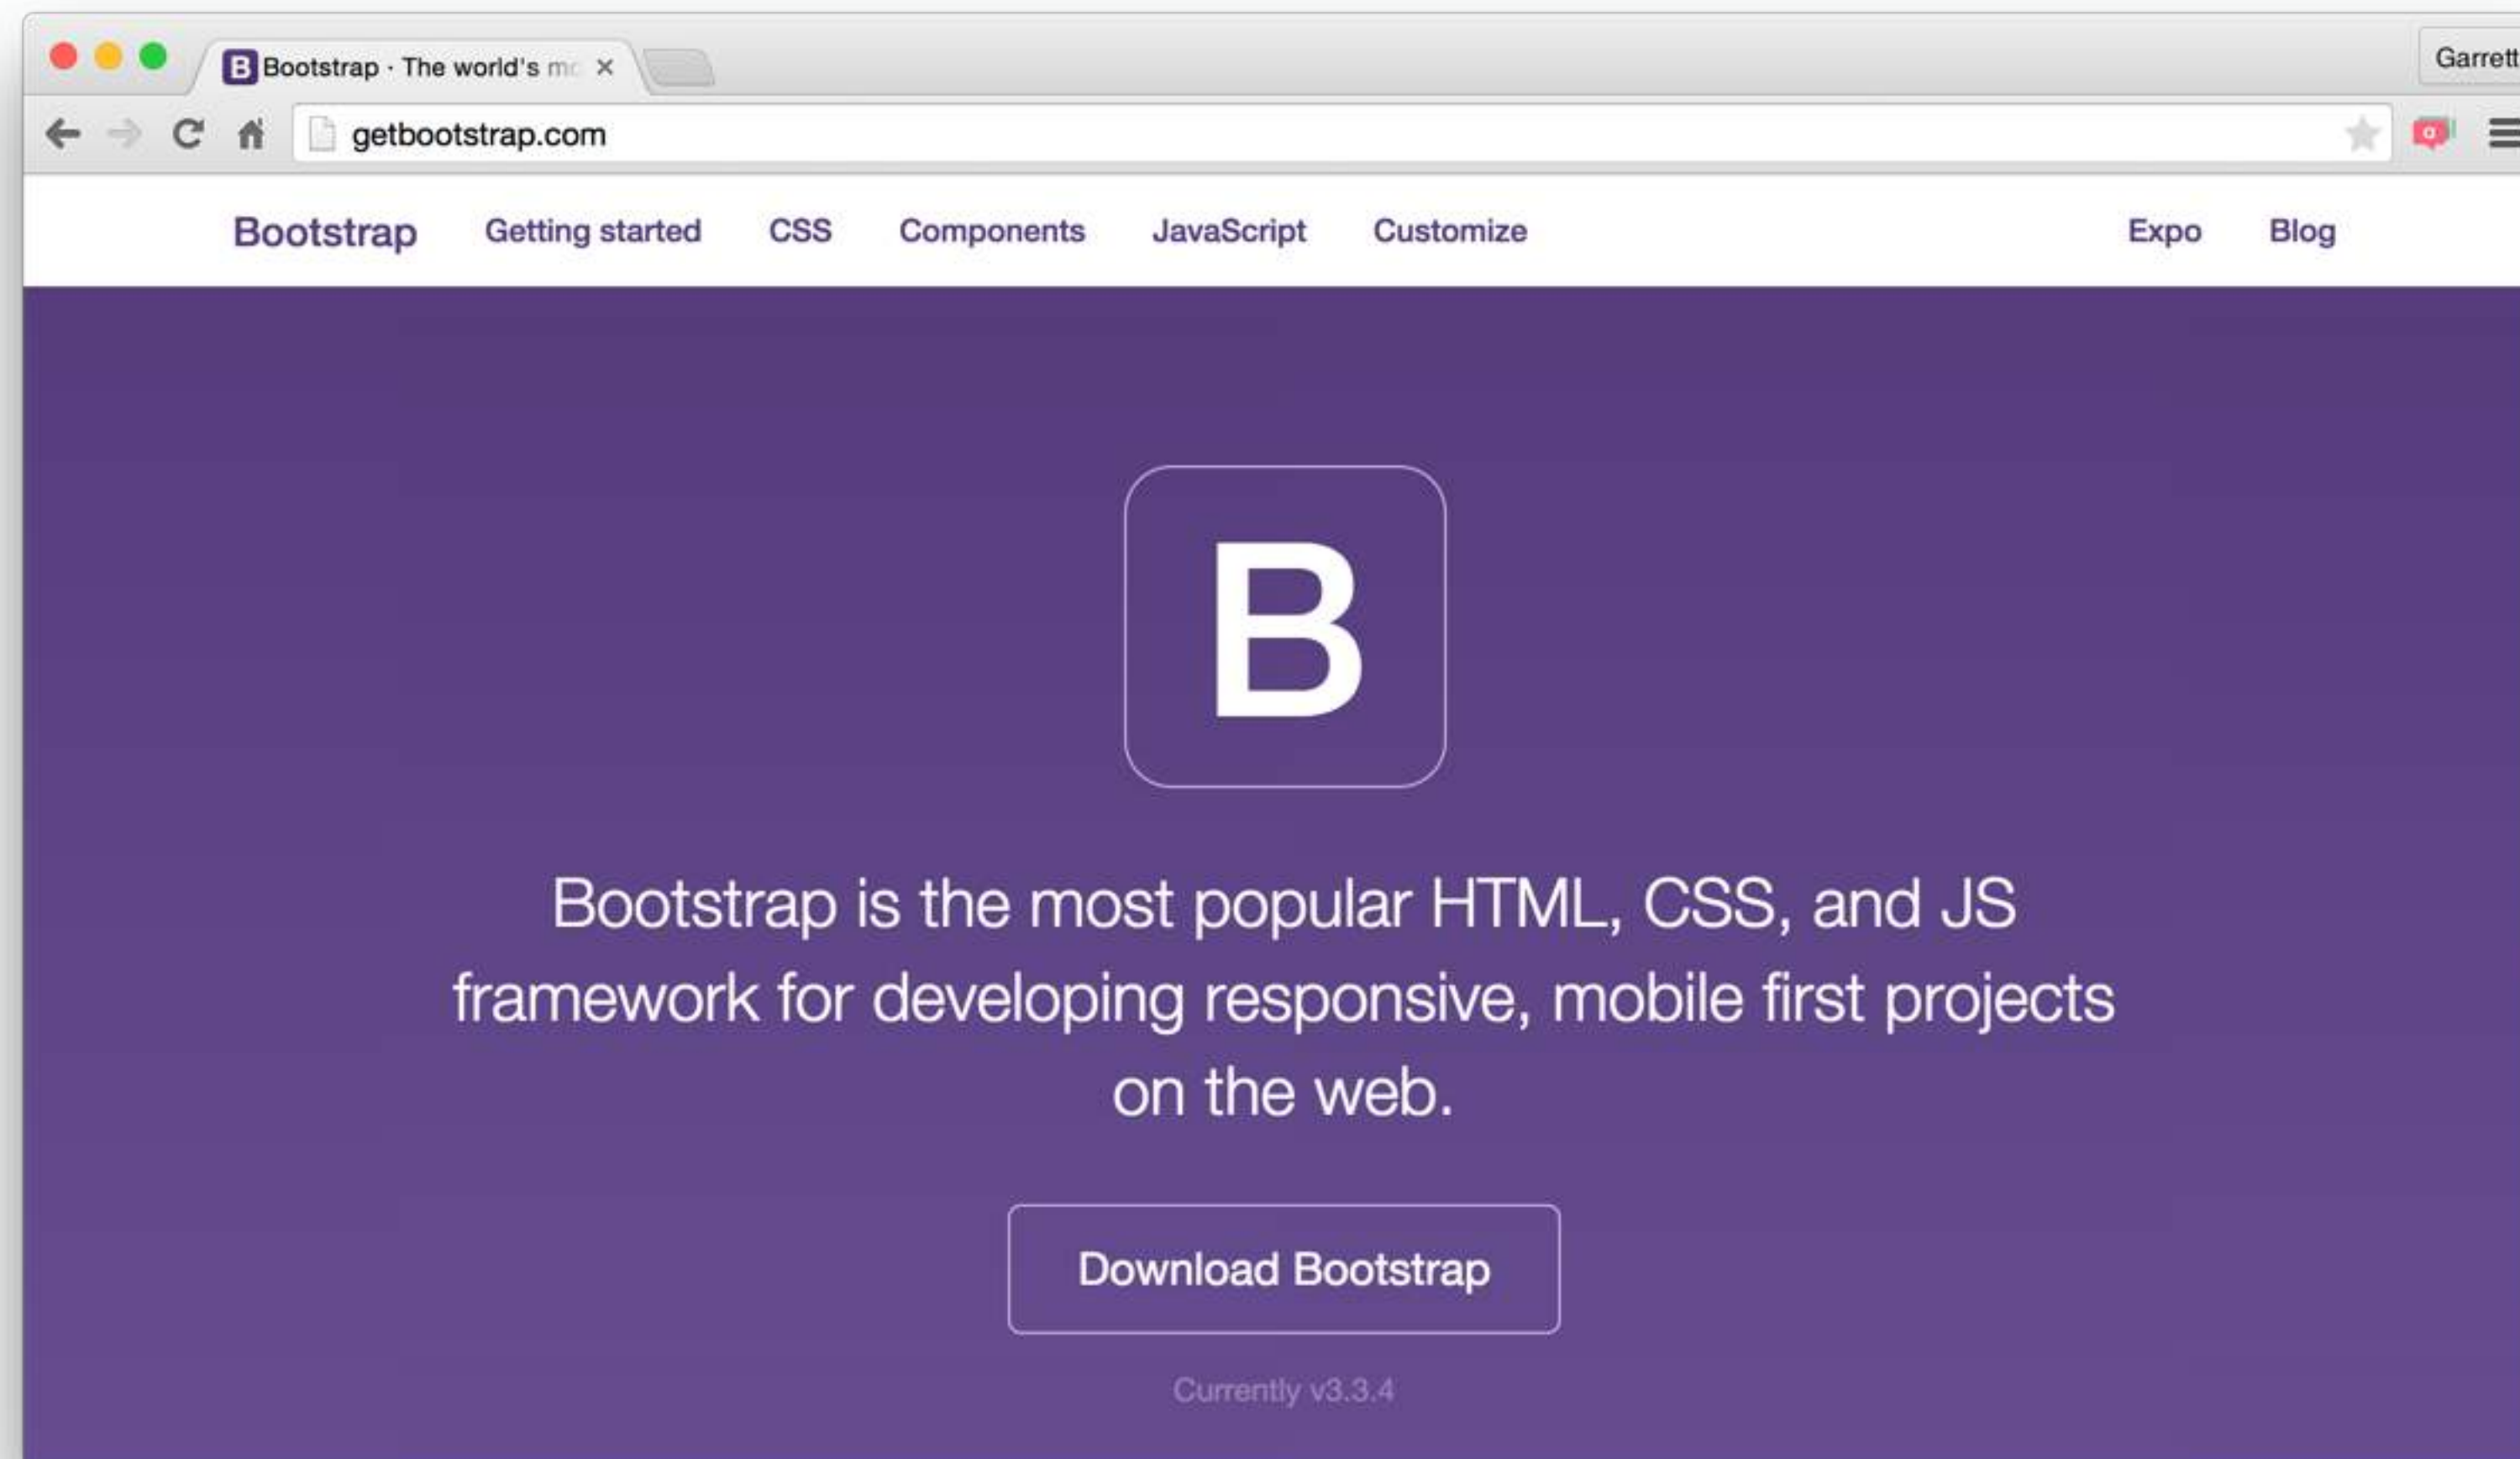 B Bootstrap · The world's mo
Garrett
getbootstrap.com
Bootstrap Getting started CSS Components JavaScript Customize Expo Blog
B
Bootstrap is the most popular HTML, CSS, and JS
framework for developing responsive, mobile first projects
on the web.
Download Bootstrap
Currently v3.3.4